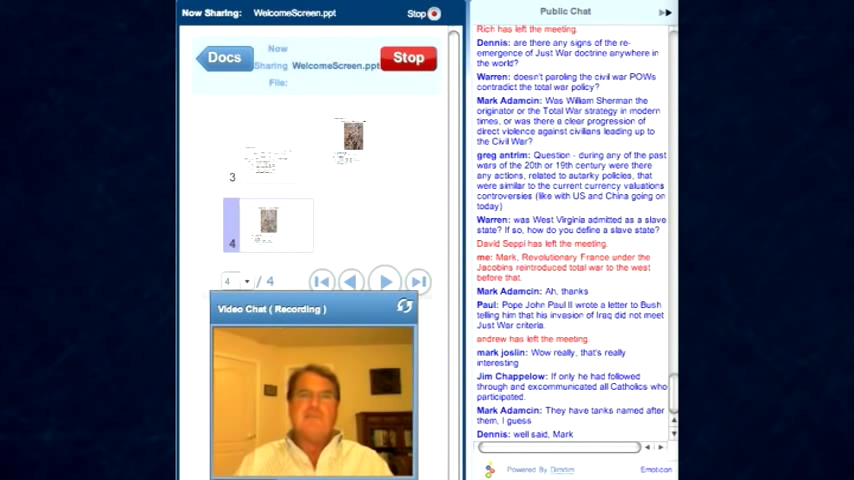 Now Sharing: WelcomeScreen.ppt Stop
Docs
Now
Sharing WelcomeScreen.ppt
File:
Stop
3
4
4 / 4
Video Chat ( Recording )
Public Chat
Rich has left the meeting.
Dennis: are there any signs of the re-
emergence of Just War doctrine anywhere in
the world?
Warren: doesn't paroling the civil war POWs
contradict the total war policy?
Mark Adamcin: Was William Sherman the
originator or the Total War strategy in modern
times, or was there a clear progression of
direct violence against civilians leading up to
the Civil War?
greg antrim: Question - during any of the past
wars of the 20th or 19th century were there
any actions, related to autarky policies, that
were similar to the current currency valuations
controversies (like with US and China going on
today)
Warren: was West Virginia admitted as a slave
state? If so, how do you define a slave state?
David Seppi has left the meeting.
me: Mark, Revolutionary France under the
Jacobins reintroduced total war to the west
before that.
Mark Adamcin: Ah, thanks
Paul: Pope John Paul II wrote a letter to Bush
telling him that his invasion of Iraq did not meet
Just War criteria.
andrew has left the meeting.
mark joslin: Wow really, that's really
interesting
Jim Chappelow: If only he had followed
through and excommunicated all Catholics who
participated.
Mark Adamcin: They have tanks named after
them, I guess
Dennis: well said, Mark
Powered By Dimdim
Emoticon